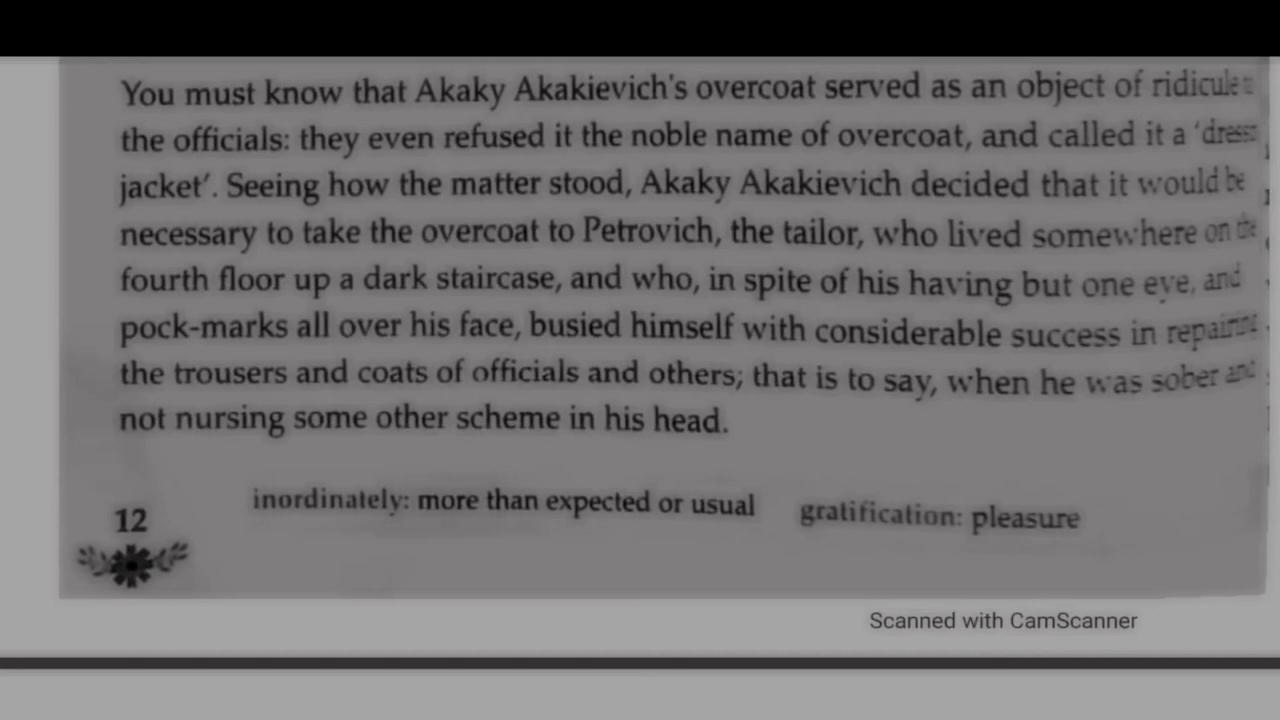 You must know that Akaky Akakievich's overcoat served as an object of ridicule
the officials: they even refused it the noble name of overcoat, and called it a
jacket'. Seeing how the matter stood, Akaky Akakievich decided that it would be
necessary to take the overcoat to Petrovich, the tailor, who lived somewhere on the
fourth floor up a dark staircase, and who, in spite of his having but one eye, and
pock-marks all over his face, busied himself with considerable success in repairing
the trousers and coats of officials and others; that is to say, when he was sober and
not nursing some other scheme in his head.
inordinately: more than expected or usual gratification: pleasure
12
Scanned with CamScanner